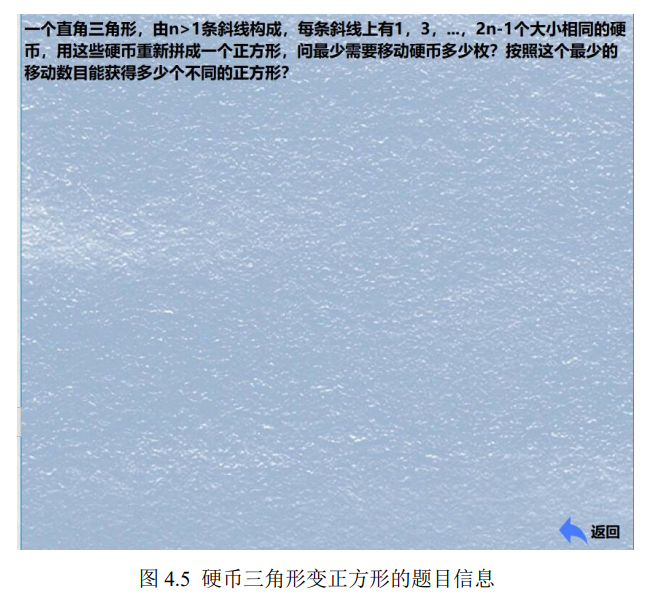 一个直角三角形，由n>1条斜线构成，每条斜线上有1，3，...，2n-1个大小相同的硬
币，用这些硬币重新拼成一个正方形，问最少需要移动硬币多少枚？按照这个最少的
移动数目能获得多少个不同的正方形？
返回
图 4.5 硬币三角形变正方形的题目信息